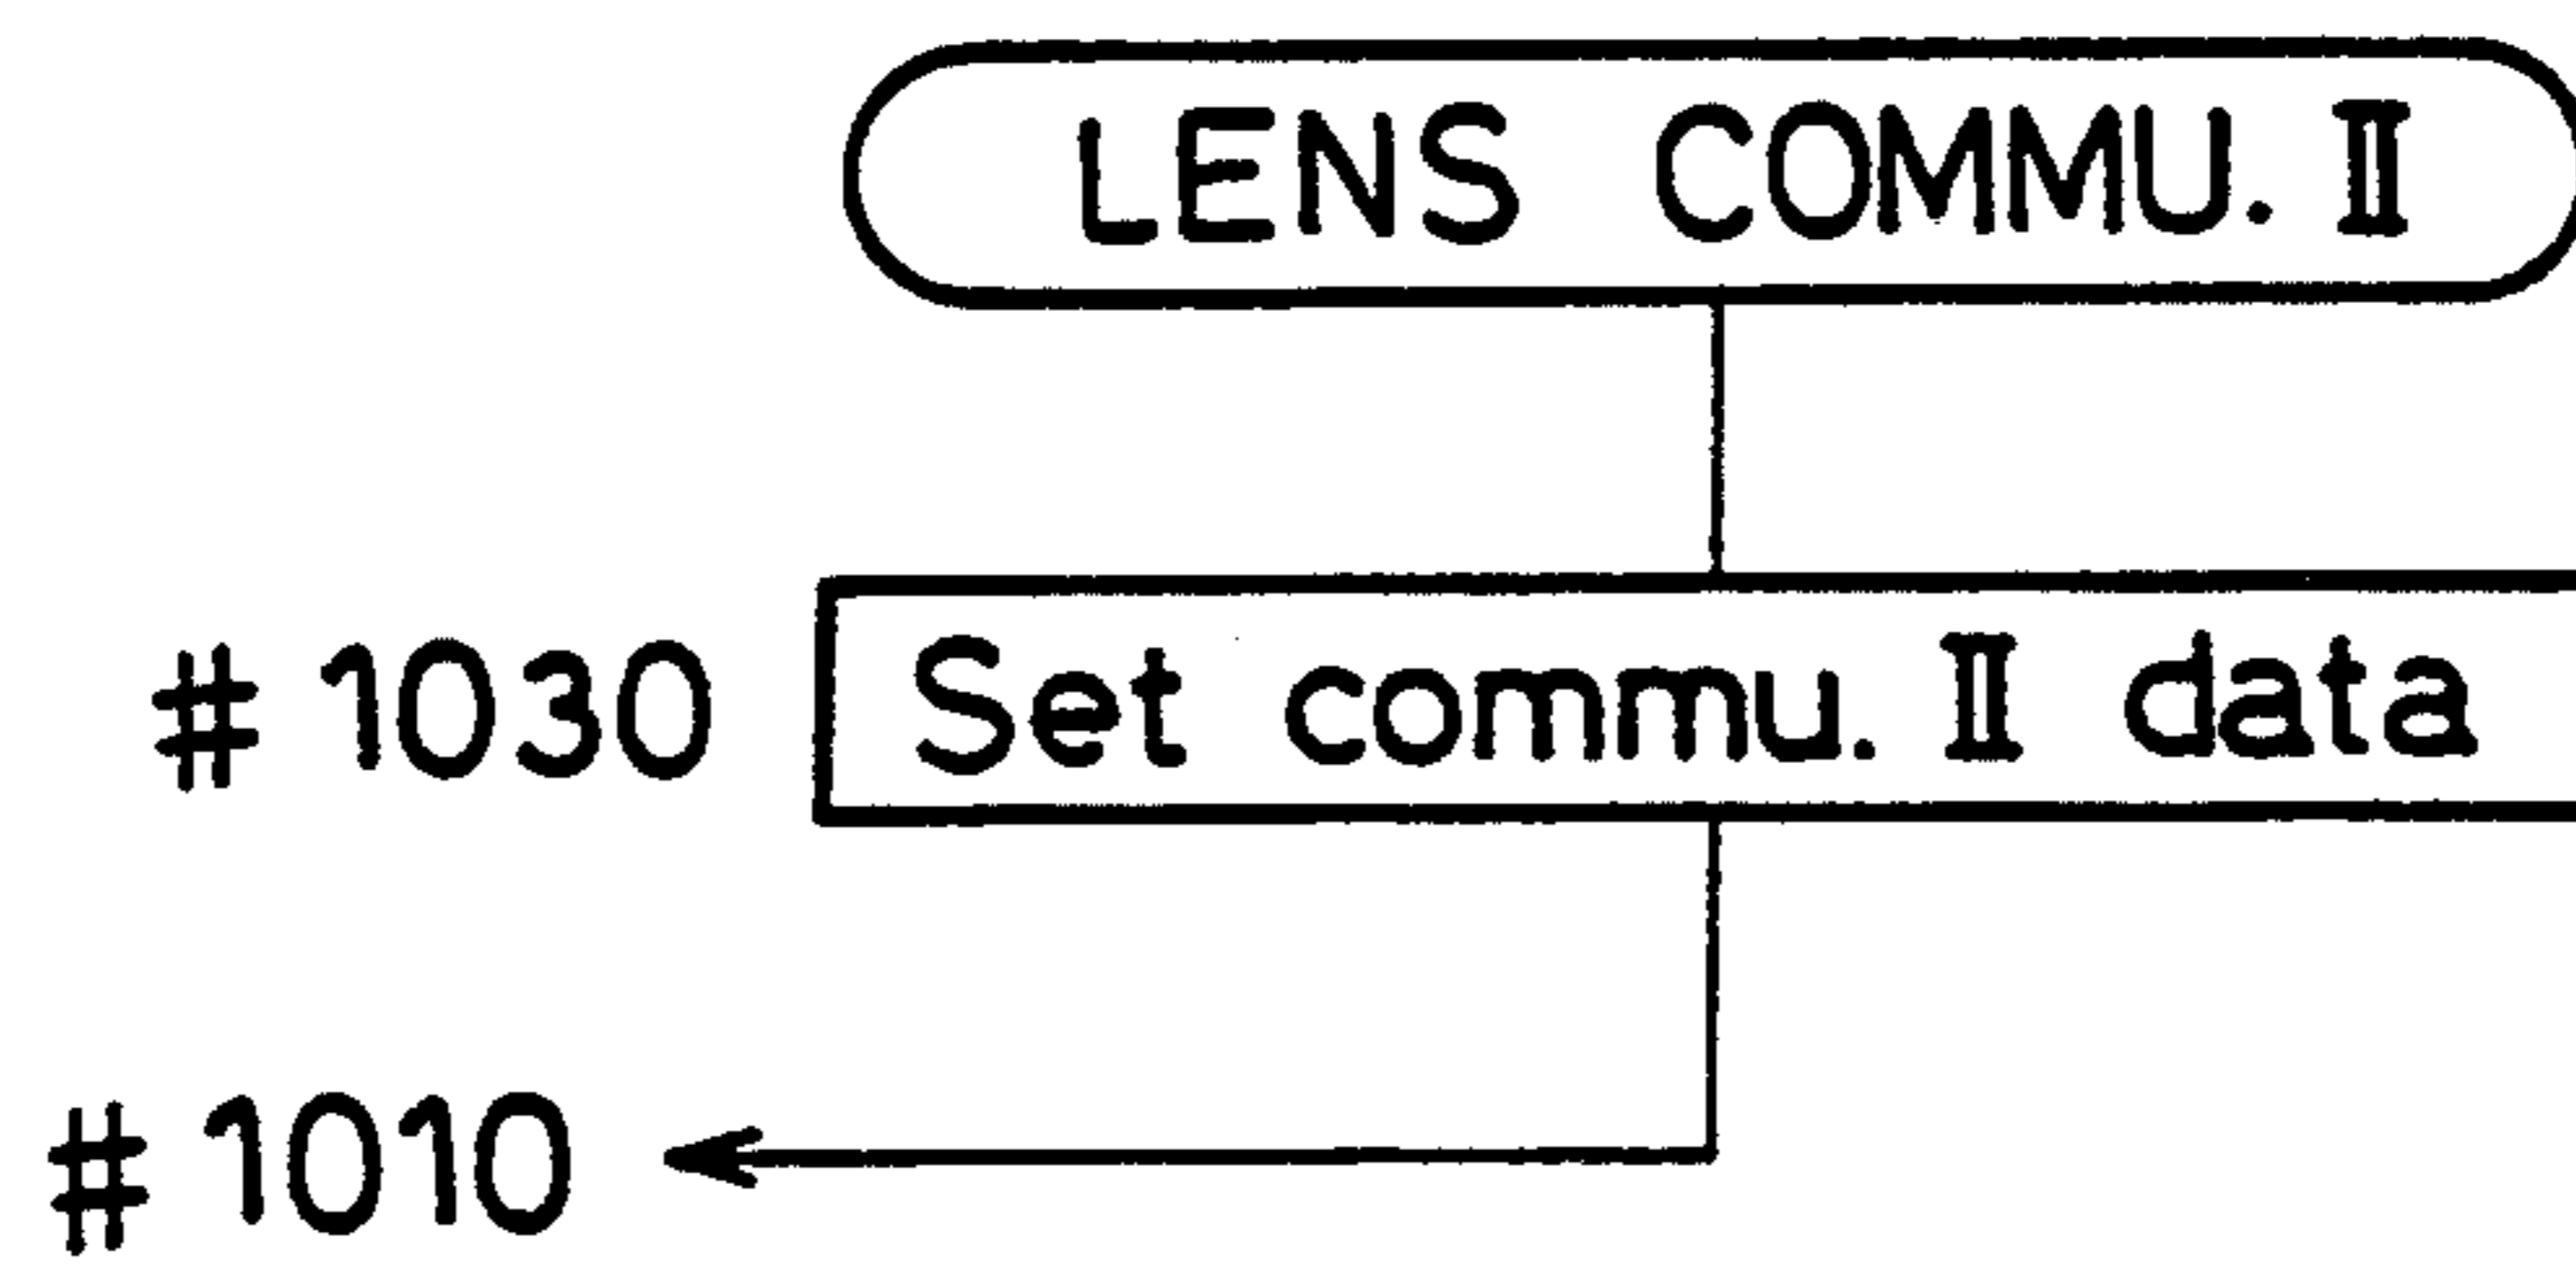 LENS COMMU. Ⅱ
#1030 Set commu. Ⅱ data
#1010